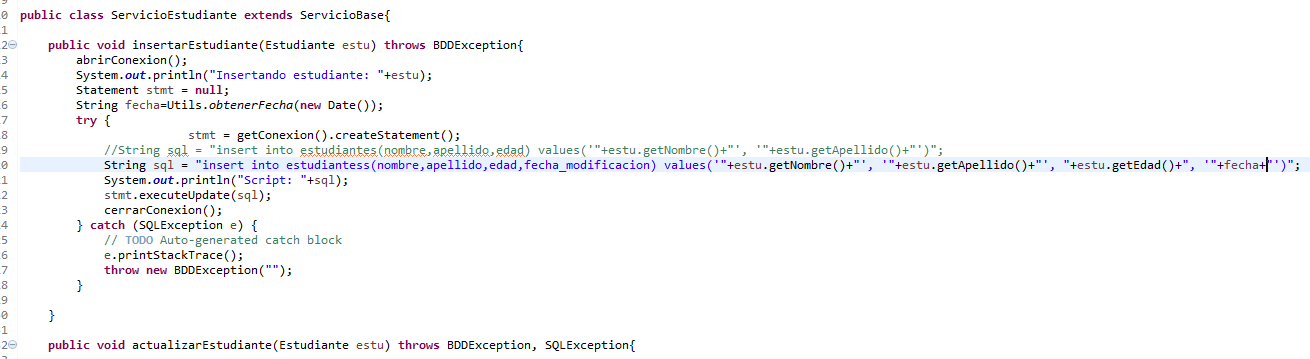 0 public class ServicioEstudiante extends ServicioBase{
1
2 public void insertarEstudiante(Estudiante estu) throws BDDException{
3 abrirConexion();
4 System.out.println("Insertando estudiante: "+estu);
5 Statement stmt = null;
6 String fecha=Utils.obtenerFecha(new Date());
7 try {
8 stmt = getConexion().createStatement();
9 //String sql = "insert into estudiantes(nombre,apellido,edad) values('"+estu.getNombre()+"', '"+estu.getApellido()+"')";
0 String sql = "insert into estudiantess(nombre,apellido,edad,fecha_modificacion) values('"+estu.getNombre()+"', '"+estu.getApellido()+"', "+estu.getEdad()+", '"+fecha+"')";
1 System.out.println("Script: "+sql);
2 stmt.executeUpdate(sql);
3 cerrarConexion();
4 } catch (SQLException e) {
5 // TODO Auto-generated catch block
6 e.printStackTrace();
7 throw new BDDException("");
8 }
9
0 }
1
2 public void actualizarEstudiante(Estudiante estu) throws BDDException, SQLException{